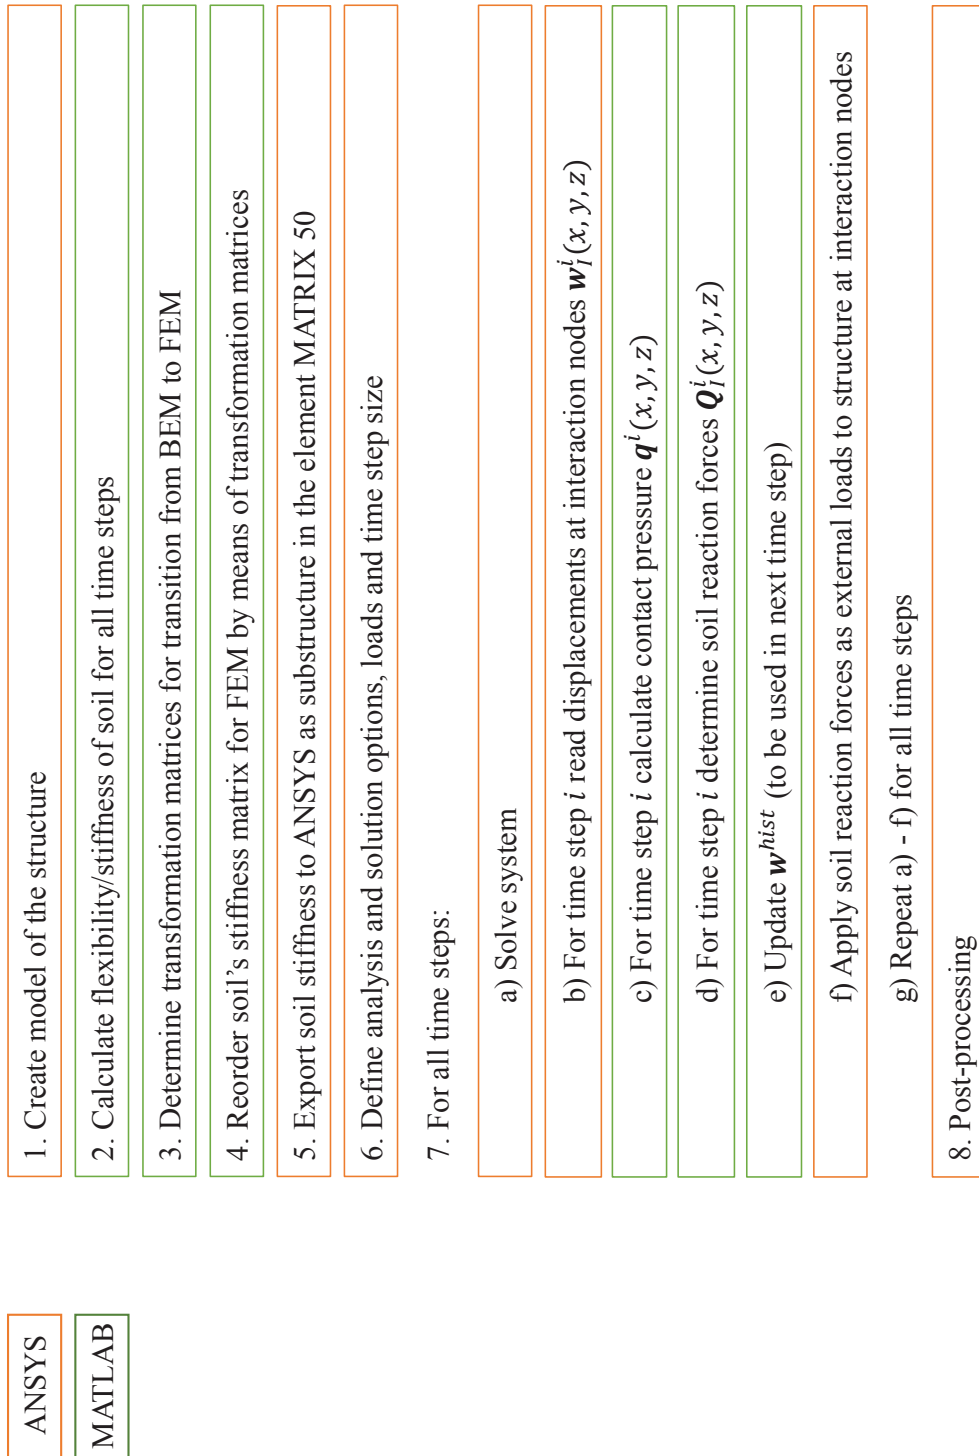 ANSYS
MATLAB
1. Create model of the structure
2. Calculate flexibility/stiffness of soil for all time steps
3. Determine transformation matrices for transition from BEM to FEM
4. Reorder soil's stiffness matrix for FEM by means of transformation matrices
5. Export soil stiffness to ANSYS as substructure in the element MATRIX 50
6. Define analysis and solution options, loads and time step size
7. For all time steps:
a) Solve system
b) For time step i read displacements at interaction nodes w_I^i(x, y, z)
c) For time step i calculate contact pressure q^i(x, y, z)
d) For time step i determine soil reaction forces Q_I^i(x, y, z)
e) Update w^hist (to be used in next time step)
f) Apply soil reaction forces as external loads to structure at interaction nodes
g) Repeat a) - f) for all time steps
8. Post-processing